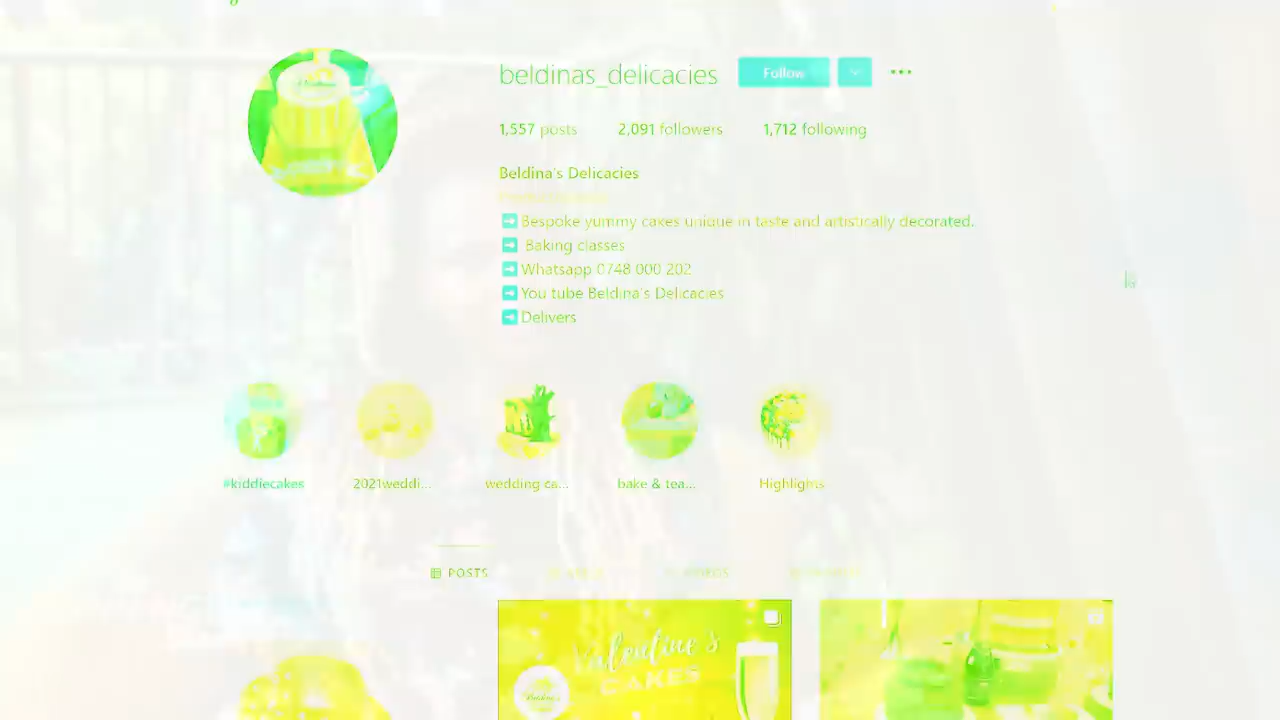 beldinas_delicacies
Follow
1,557 posts 2,091 followers 1,712 following
Beldina's Delicacies
➡Bespoke yummy cakes unique in taste and artistically decorated.
➡ Baking classes
➡Whatsapp 0748 000 202
➡You tube Beldina's Delicacies
➡Delivers
#kiddiecakes 2021weddi... wedding ca... bake & tea... Highlights
POSTS
Valentine's
CAKES